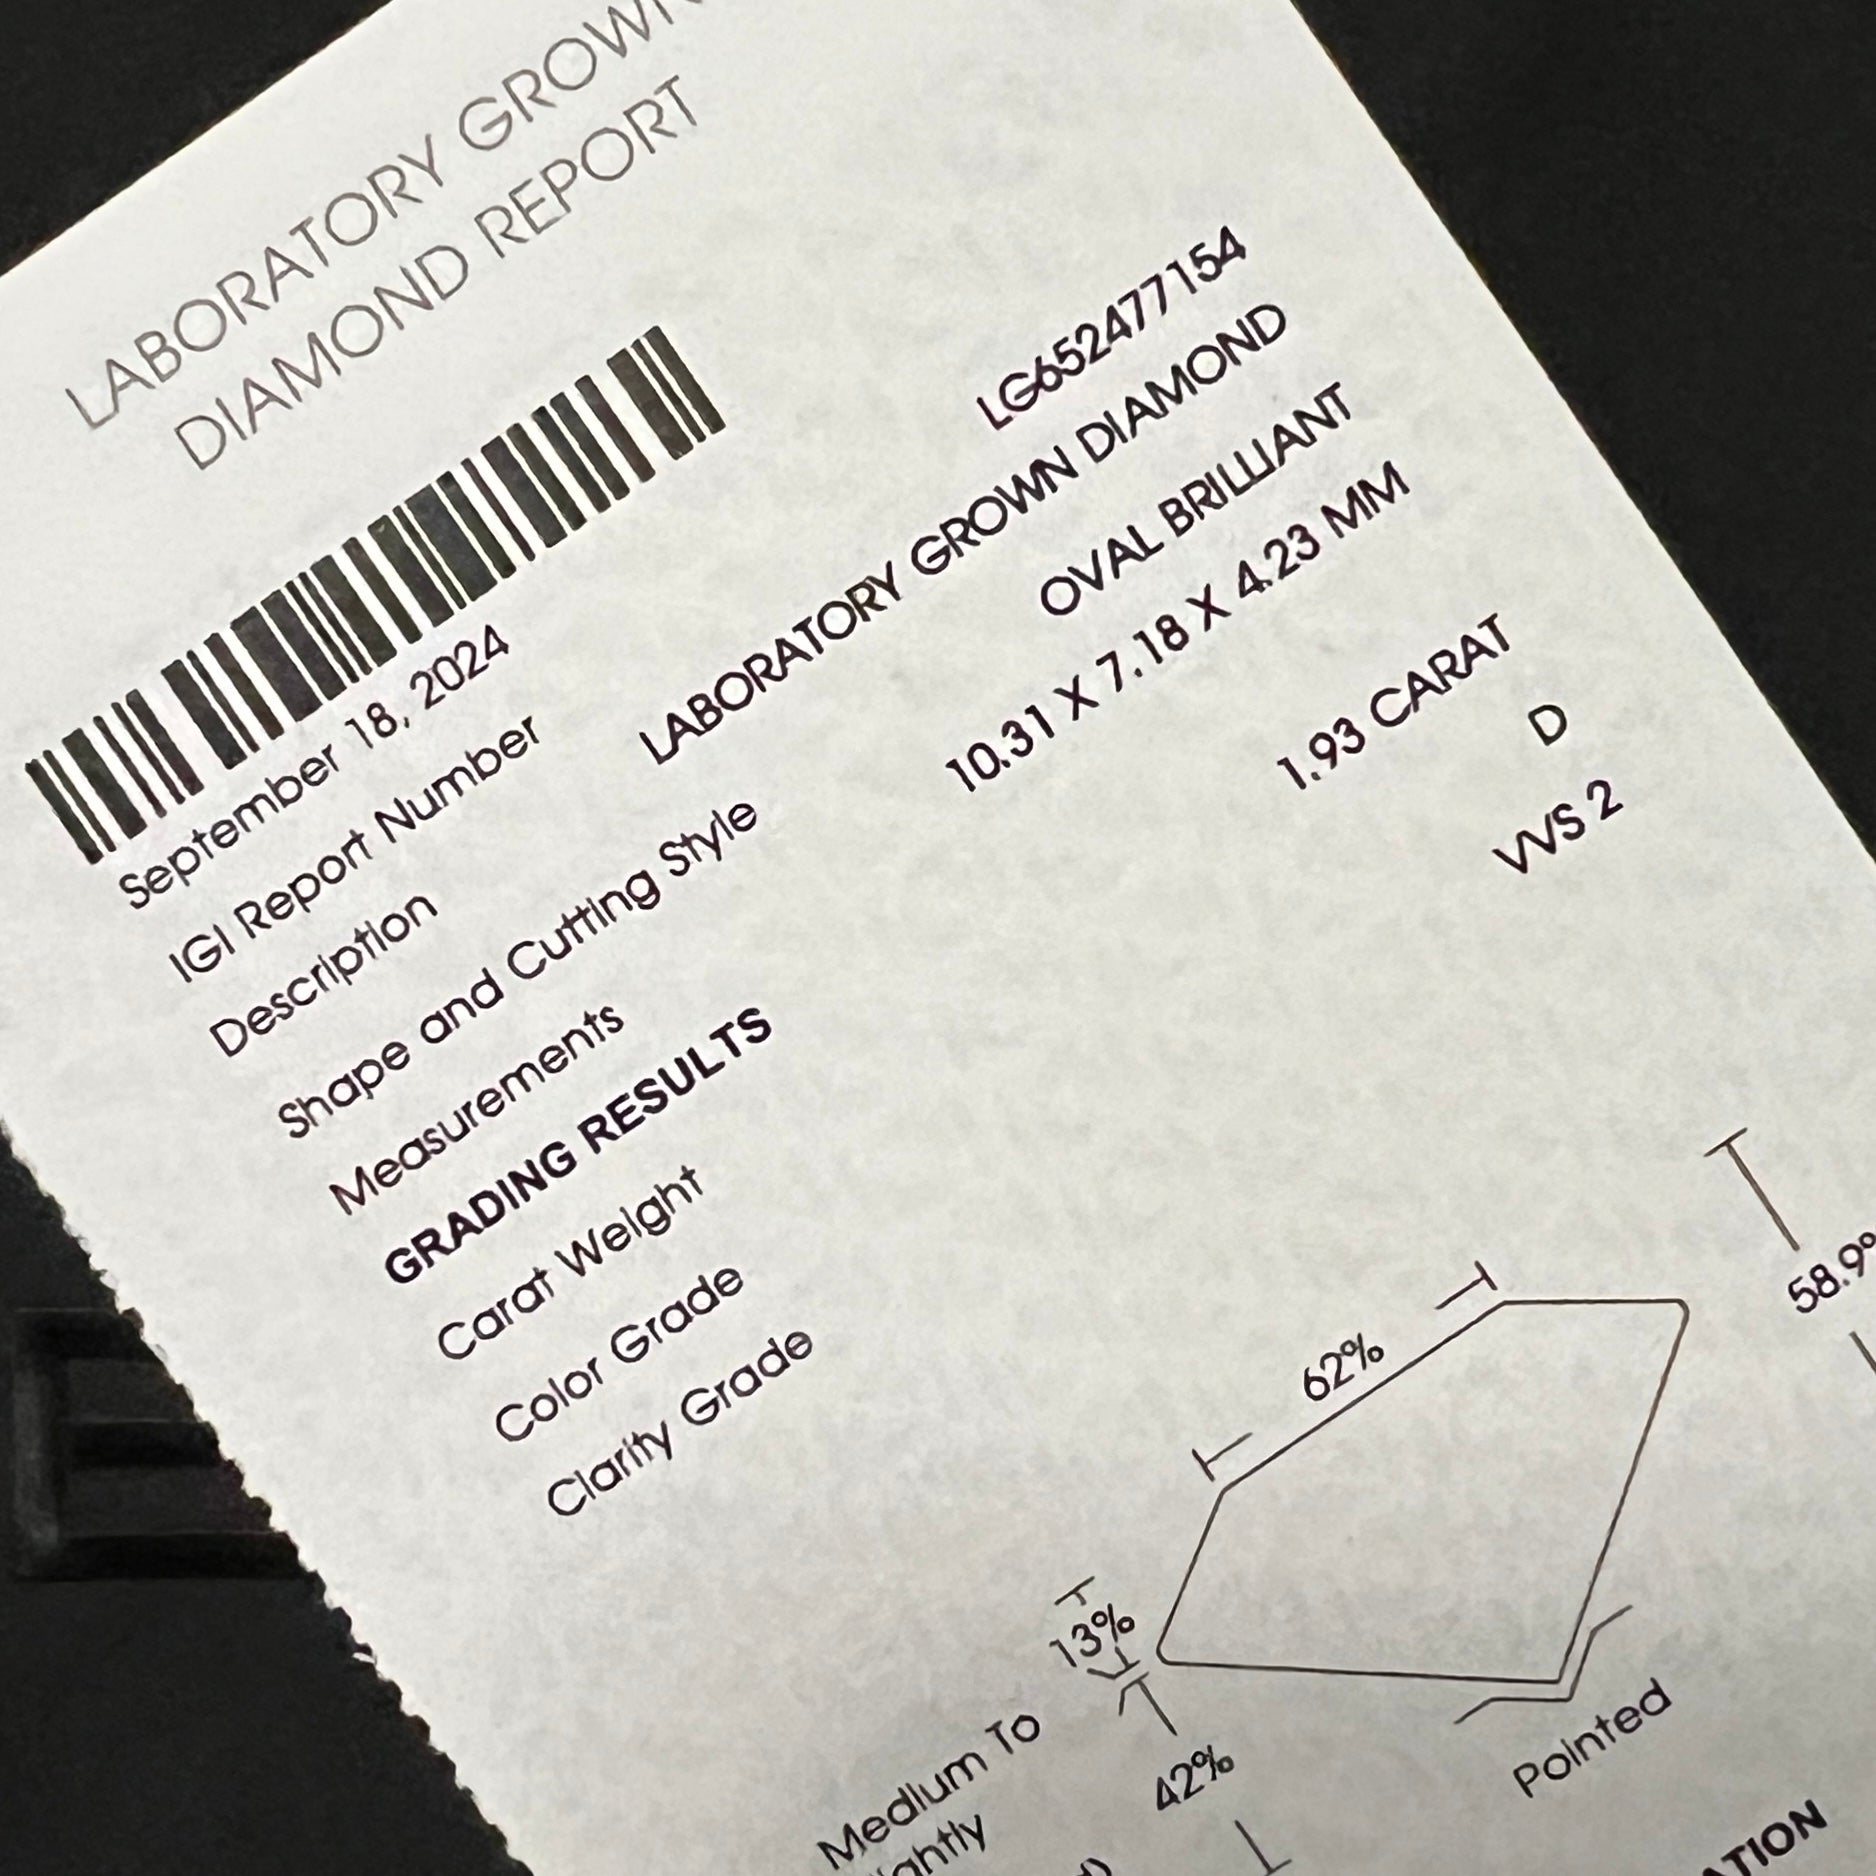 LABORATORY GROWN
DIAMOND REPORT
September 18, 2024
IGI Report Number LG652477154
Description LABORATORY GROWN DIAMOND
Shape and Cutting Style OVAL BRILLIANT
Measurements 10.31 X 7.18 X 4.23 MM
GRADING RESULTS
Carat Weight 1.93 CARAT
Color Grade D
Clarity Grade VVS 2
62%
58.9%
13%
42%
Medium To
Pointed